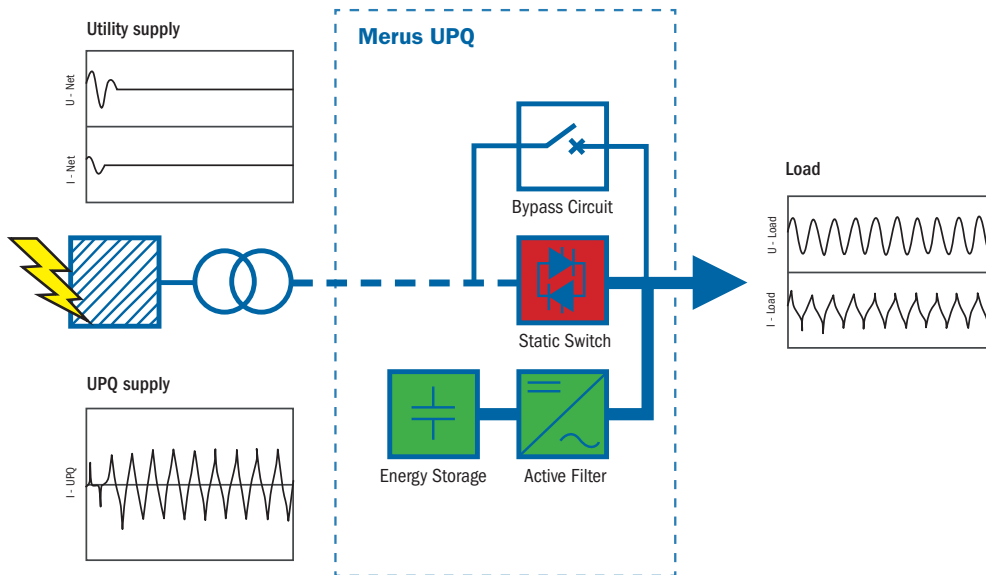 Utility supply
U - Net
I - Net
Merus UPQ
Bypass Circuit
Load
U - Load
I - Load
Static Switch
UPQ supply
I - UPQ
Energy Storage
Active Filter